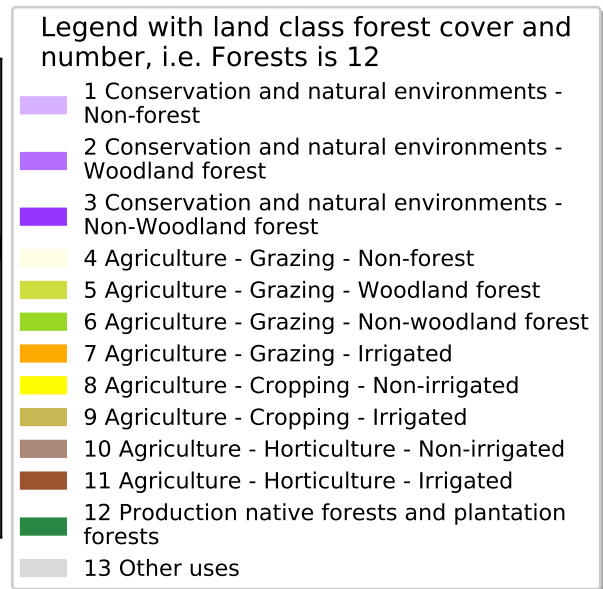 Legend with land class forest cover and
number, i.e. Forests is 12
1 Conservation and natural environments -
Non-forest
2 Conservation and natural environments -
Woodland forest
3 Conservation and natural environments -
Non-Woodland forest
4 Agriculture - Grazing - Non-forest
5 Agriculture - Grazing - Woodland forest
6 Agriculture - Grazing - Non-woodland forest
7 Agriculture - Grazing - Irrigated
8 Agriculture - Cropping - Non-irrigated
9 Agriculture - Cropping - Irrigated
10 Agriculture - Horticulture - Non-irrigated
11 Agriculture - Horticulture - Irrigated
12 Production native forests and plantation
forests
13 Other uses